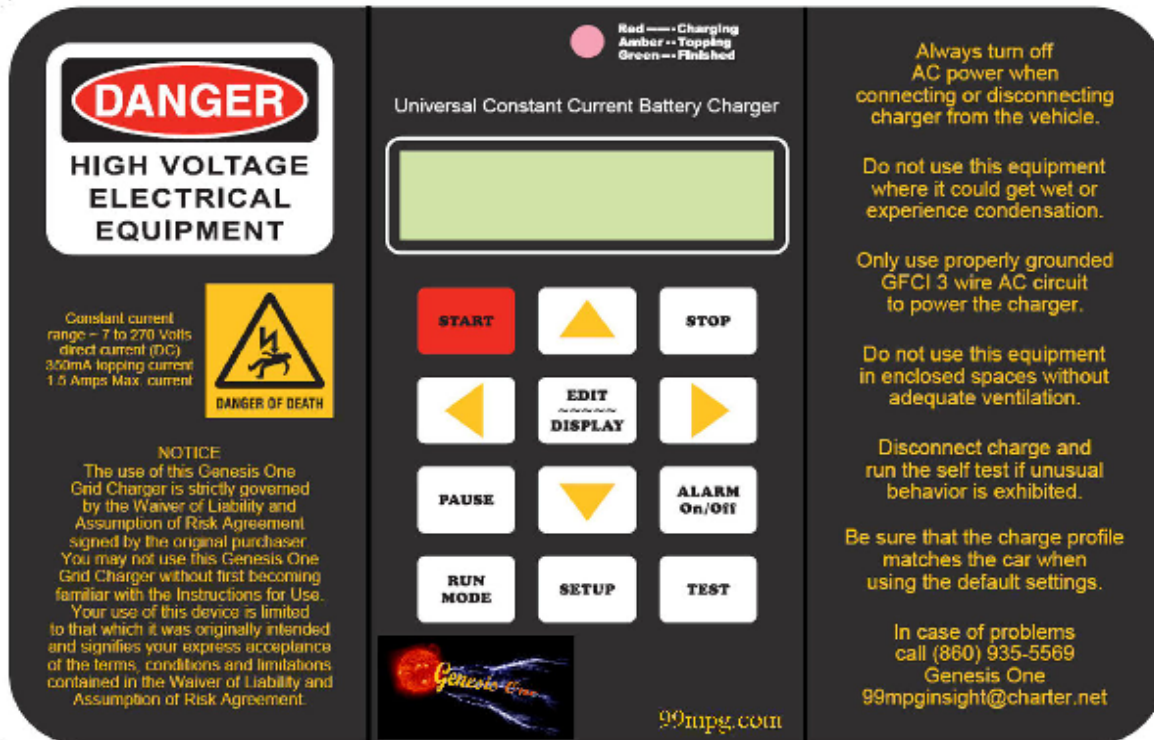 DANGER
HIGH VOLTAGE
ELECTRICAL
EQUIPMENT
Constant current
range ~ 7 to 270 Volts
direct current (DC)
350mA topping current
1.5 Amps Max. current
DANGER OF DEATH
NOTICE
The use of this Genesis One
Grid Charger is strictly governed
by the Waiver of Liability and
Assumption of Risk Agreement
signed by the original purchaser
You may not use this Genesis One
Grid Charger without first becoming
familiar with the Instructions for Use.
Your use of this device is limited
to that which it was originally intended
and signifies your express acceptance
of the terms, conditions and limitations
contained in the Waiver of Liability and
Assumption of Risk Agreement.
Red----Charging
Amber--Topping
Green---Finished
Universal Constant Current Battery Charger
START
STOP
EDIT
~~~~~
DISPLAY
PAUSE
ALARM
On/Off
RUN
MODE
SETUP
TEST
Genesis One
99mpg.com
Always turn off
AC power when
connecting or disconnecting
charger from the vehicle.
Do not use this equipment
where it could get wet or
experience condensation.
Only use properly grounded
GFCI 3 wire AC circuit
to power the charger.
Do not use this equipment
in enclosed spaces without
adequate ventilation.
Disconnect charge and
run the self test if unusual
behavior is exhibited.
Be sure that the charge profile
matches the car when
using the default settings.
In case of problems
call (860) 935-5569
Genesis One
99mpginsight@charter.net